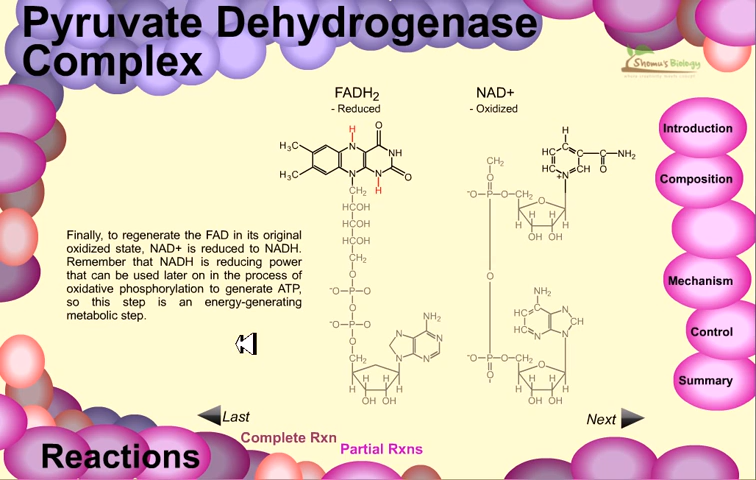 Pyruvate Dehydrogenase
Complex
Shomu's Biology
FADH2
- Reduced
NAD+
- Oxidized
Introduction
Composition
Mechanism
Control
Summary
Finally, to regenerate the FAD in its original
oxidized state, NAD+ is reduced to NADH.
Remember that NADH is reducing power
that can be used later on in the process of
oxidative phosphorylation to generate ATP,
so this step is an energy-generating
metabolic step.
H
O
H₃C
N
NH
H₃C
N
N
O
H
CH₂
HCOH
HCOH
HCOH
CH₂
O
⁻O–P–O
O
⁻O–P–O
O
CH₂
O
NH₂
N
N
N
N
H H
H H
OH OH
H
C
HC
C
C
NH₂
HC
CH
O
+N
CH₂
O
⁻O–P–O–CH₂
O
O
H H
H H
OH OH
O
NH₂
HC
C
N
CH
HC
N
N
⁻O–P–O–CH₂
O
O
H H
H H
OH OH
Last
Next
Complete Rxn
Partial Rxns
Reactions